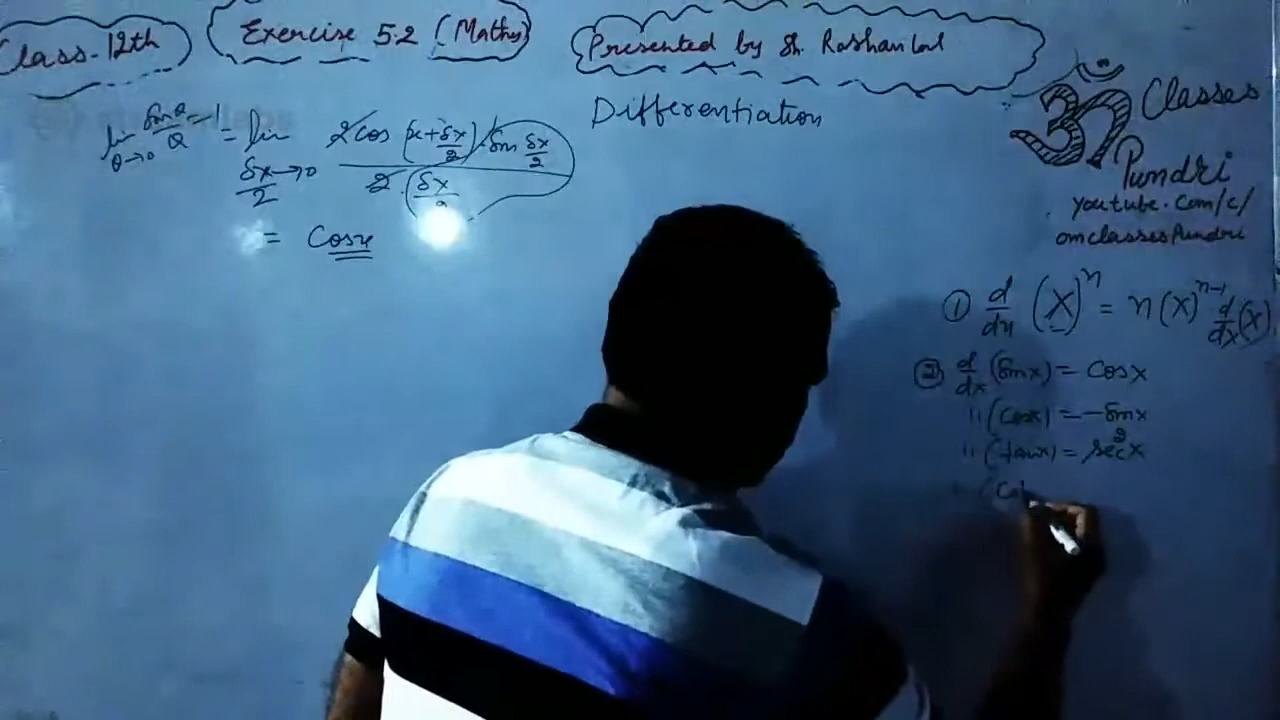 Class-12th
Exercise 5.2 (Maths)
Presented by Sh. Roshan Lal
Differentiation
ॐ Classes
Pundri
youtube.com/c/
omclassesPundri
lim θ→0 sinθ/θ = 1
= lim δx/2→0 2cos(x+δx/2) sin δx/2 / 2.(δx/2)
= Cosx
① d/dx (X)^n = n(X)^n-1 d/dx(X)
② d/dx (sinx) = Cosx
" (Cosx) = -sinx
" (tanx) = sec²x
" (Cot